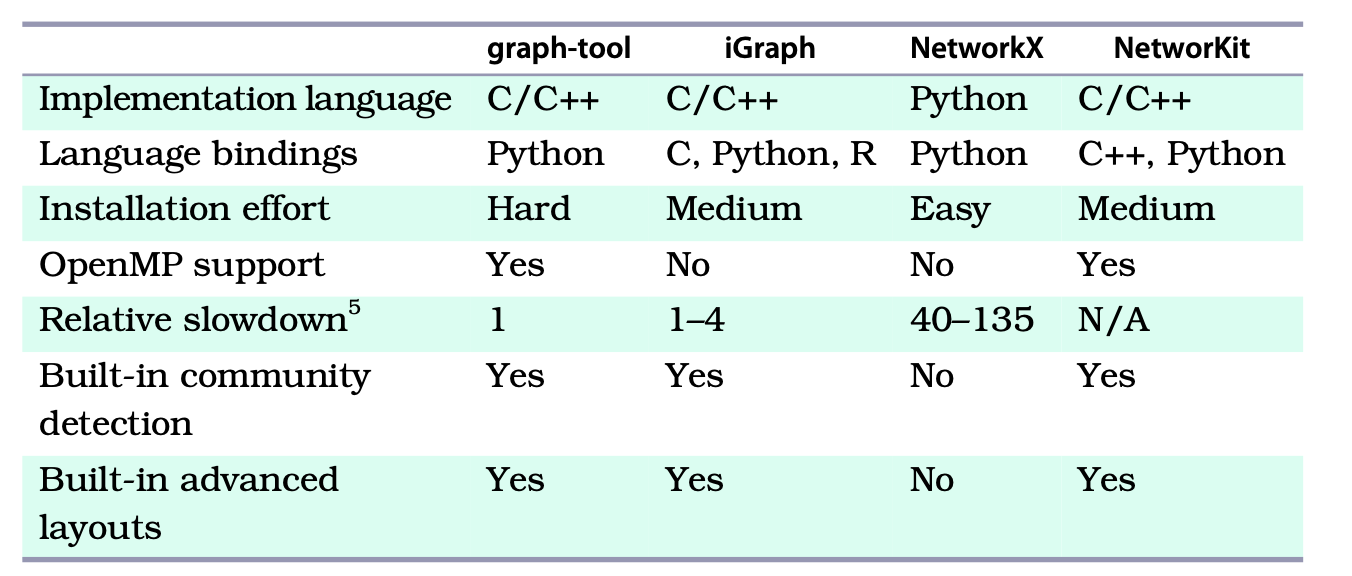 graph-tool iGraph NetworkX NetworKit
Implementation language C/C++ C/C++ Python C/C++
Language bindings Python C, Python, R Python C++, Python
Installation effort Hard Medium Easy Medium
OpenMP support Yes No No Yes
Relative slowdown5 1 1–4 40–135 N/A
Built-in community Yes Yes No Yes
detection
Built-in advanced Yes Yes No Yes
layouts